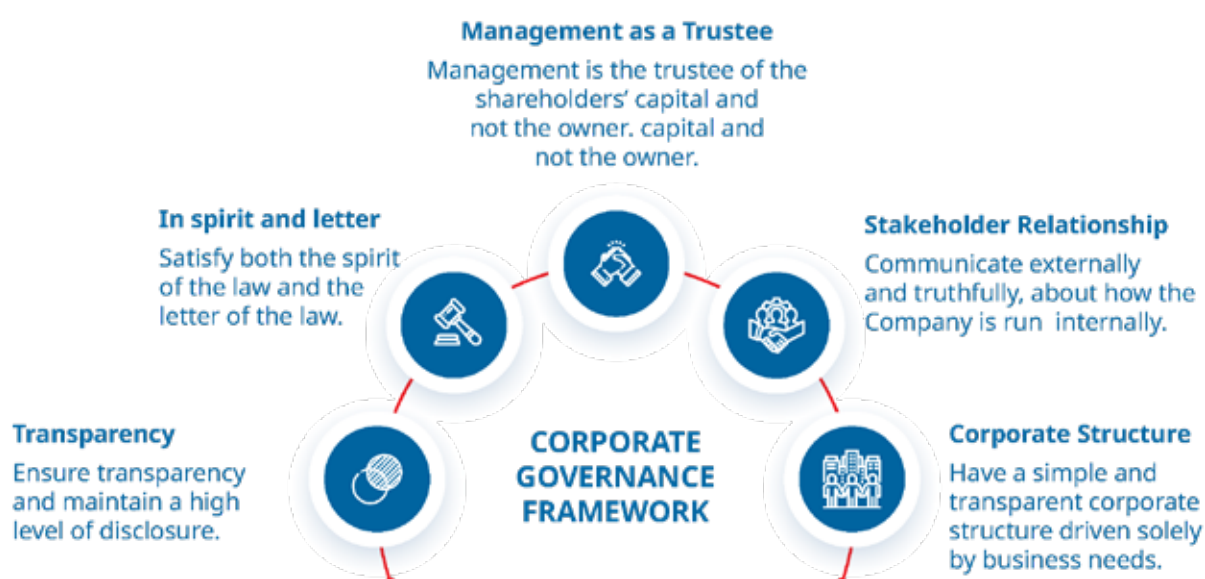 Management as a Trustee
Management is the trustee of the
shareholders' capital and
not the owner. capital and
not the owner.
In spirit and letter
Satisfy both the spirit
of the law and the
letter of the law.
Stakeholder Relationship
Communicate externally
and truthfully, about how the
Company is run internally.
Transparency
Ensure transparency
and maintain a high
level of disclosure.
CORPORATE
GOVERNANCE
FRAMEWORK
Corporate Structure
Have a simple and
transparent corporate
structure driven solely
by business needs.